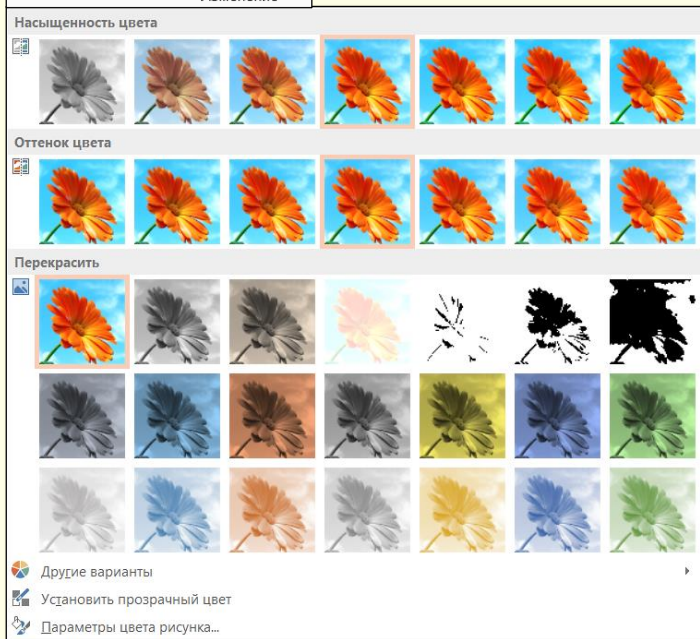 Насыщенность цвета
Оттенок цвета
Перекрасить
Другие варианты
Установить прозрачный цвет
Параметры цвета рисунка...